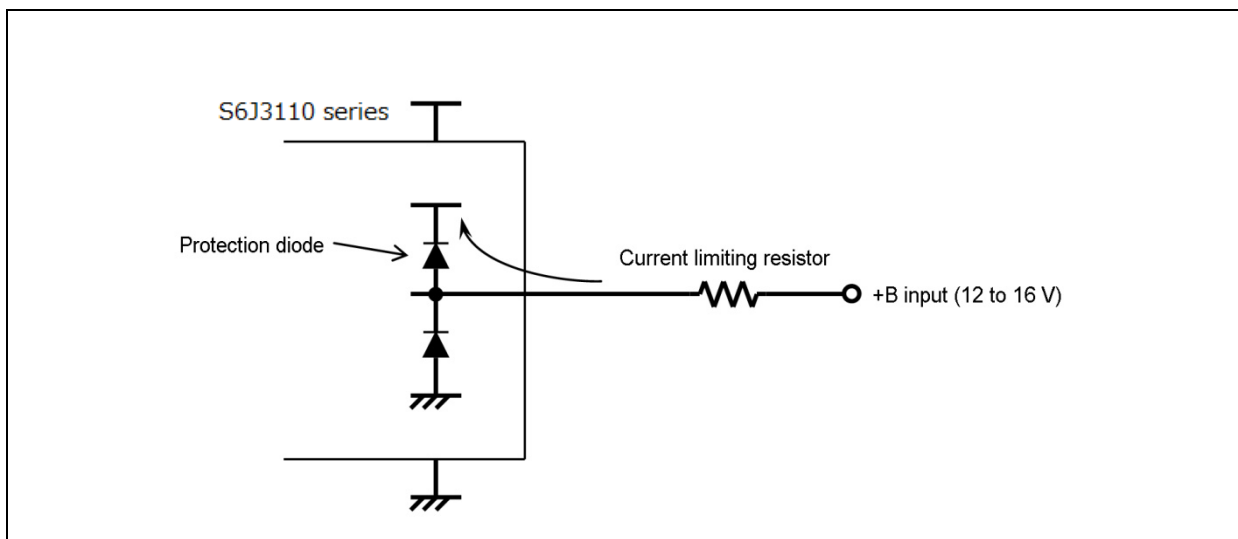 S6J3110 series
Protection diode
Current limiting resistor
+B input (12 to 16 V)